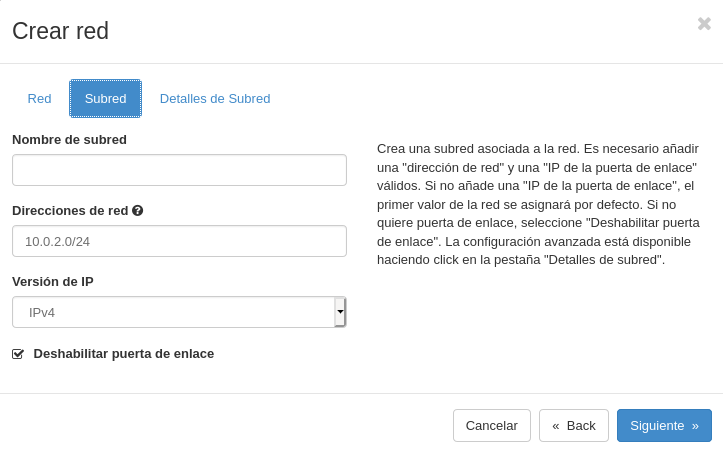 Crear red
Red Subred Detalles de Subred
Nombre de subred
Direcciones de red
10.0.2.0/24
Versión de IP
IPv4
Deshabilitar puerta de enlace
Crea una subred asociada a la red. Es necesario añadir
una "dirección de red" y una "IP de la puerta de enlace"
válidos. Si no añade una "IP de la puerta de enlace", el
primer valor de la red se asignará por defecto. Si no
quiere puerta de enlace, seleccione "Deshabilitar puerta
de enlace". La configuración avanzada está disponible
haciendo click en la pestaña "Detalles de subred".
Cancelar « Back Siguiente »